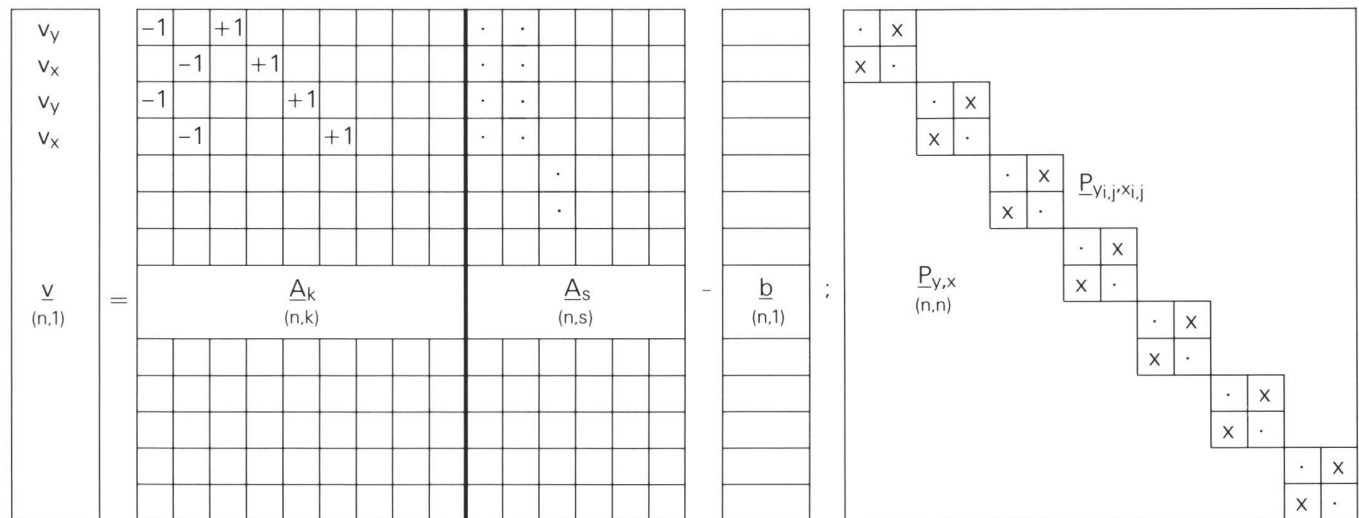 v_y -1 +1 · · · x
v_x -1 +1 · · x ·
v_y -1 +1 · · · x
v_x -1 +1 · · x ·
· · x P_y_i,j,x_i,j
· x ·
· x
v = A_k A_s - b ; P_y,x x ·
(n,1) (n,k) (n,s) (n,1) (n,n)
· x
x ·
· x
x ·
· x
x ·